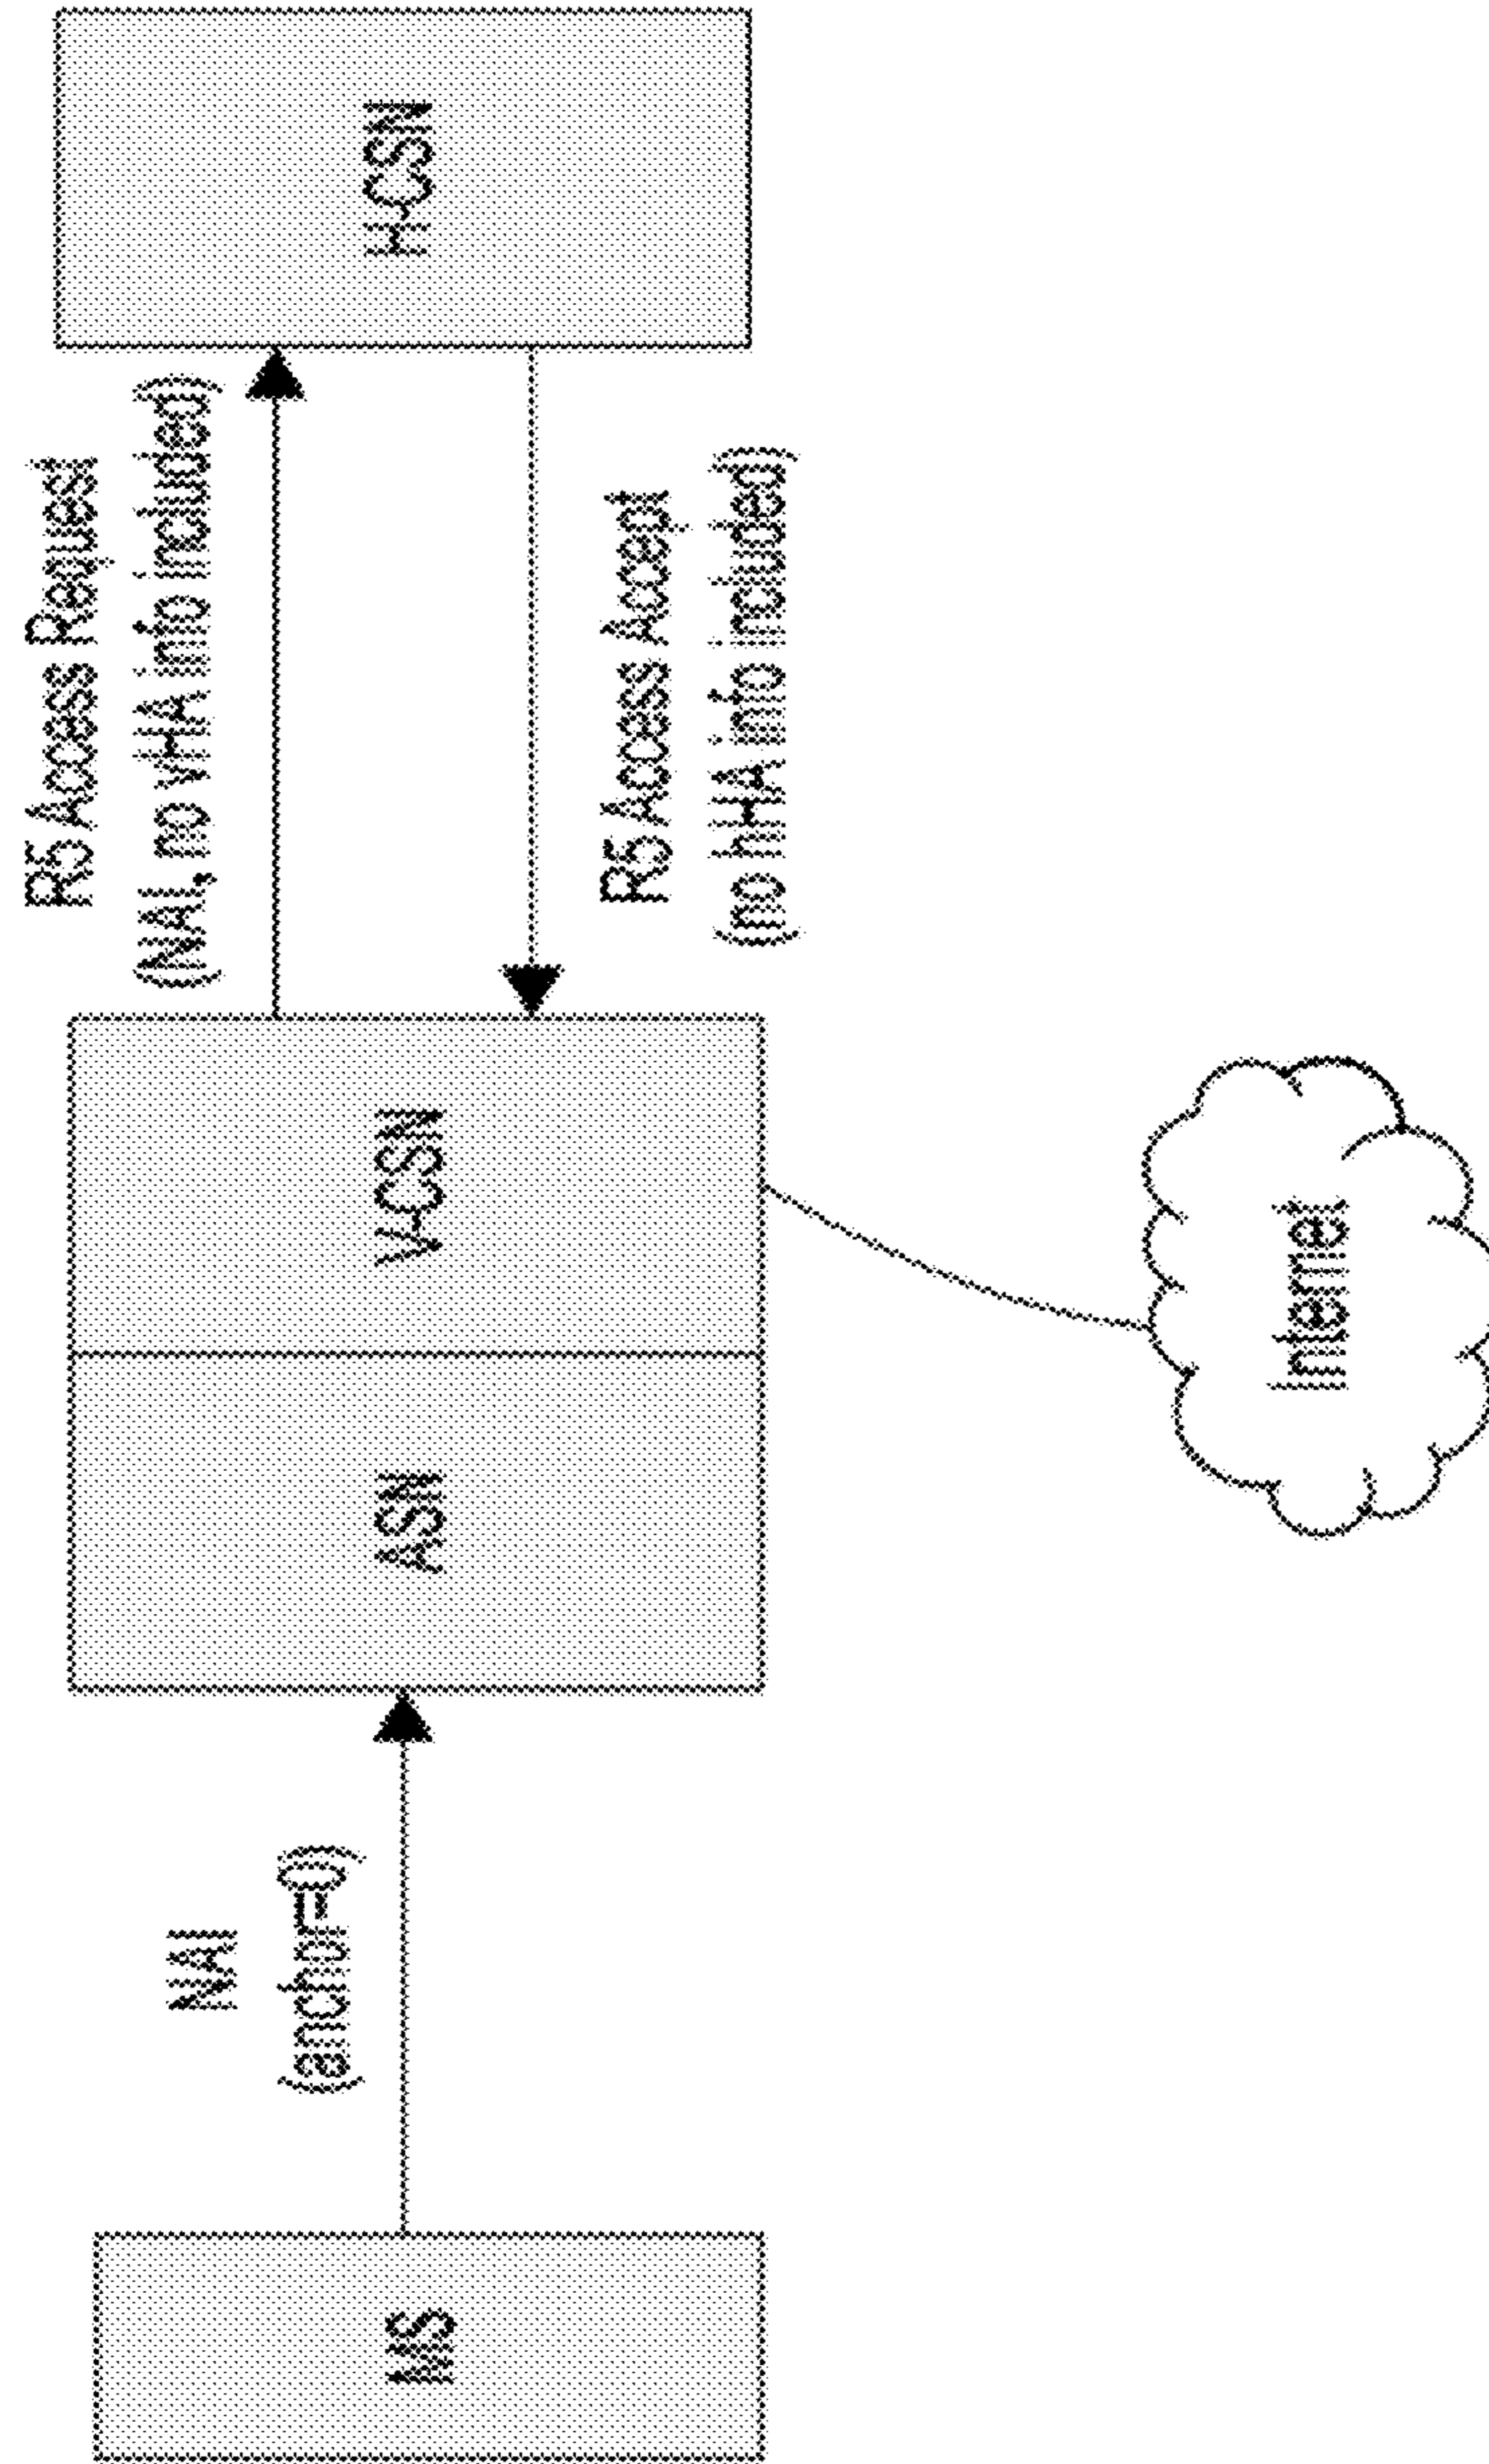 MS
NAI
(anchor=0)
ASN
V-CSN
R5 Access Request
(NAI, no vHA info included)
R5 Access Accept
(no hHA info included)
H-CSN
Internet